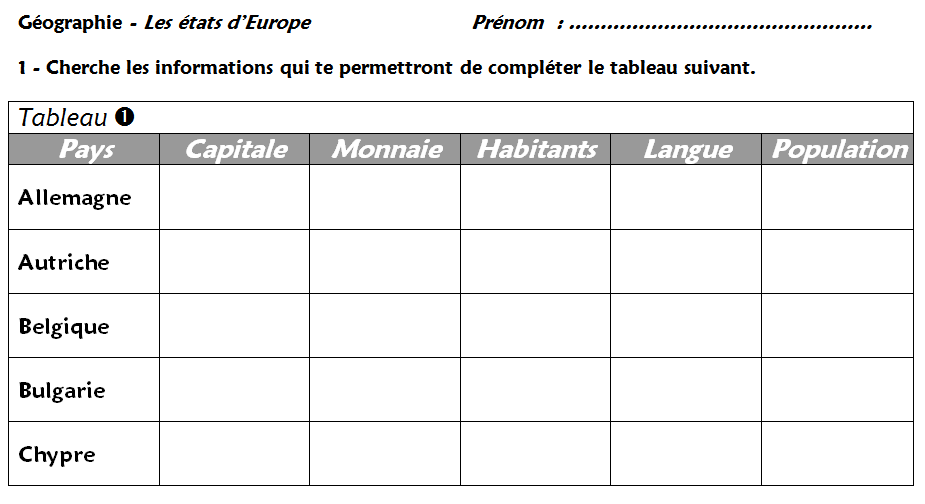 Géographie - Les états d’Europe Prénom : ................................................
1 - Cherche les informations qui te permettront de compléter le tableau suivant.
Tableau ❶
Pays Capitale Monnaie Habitants Langue Population
Allemagne
Autriche
Belgique
Bulgarie
Chypre